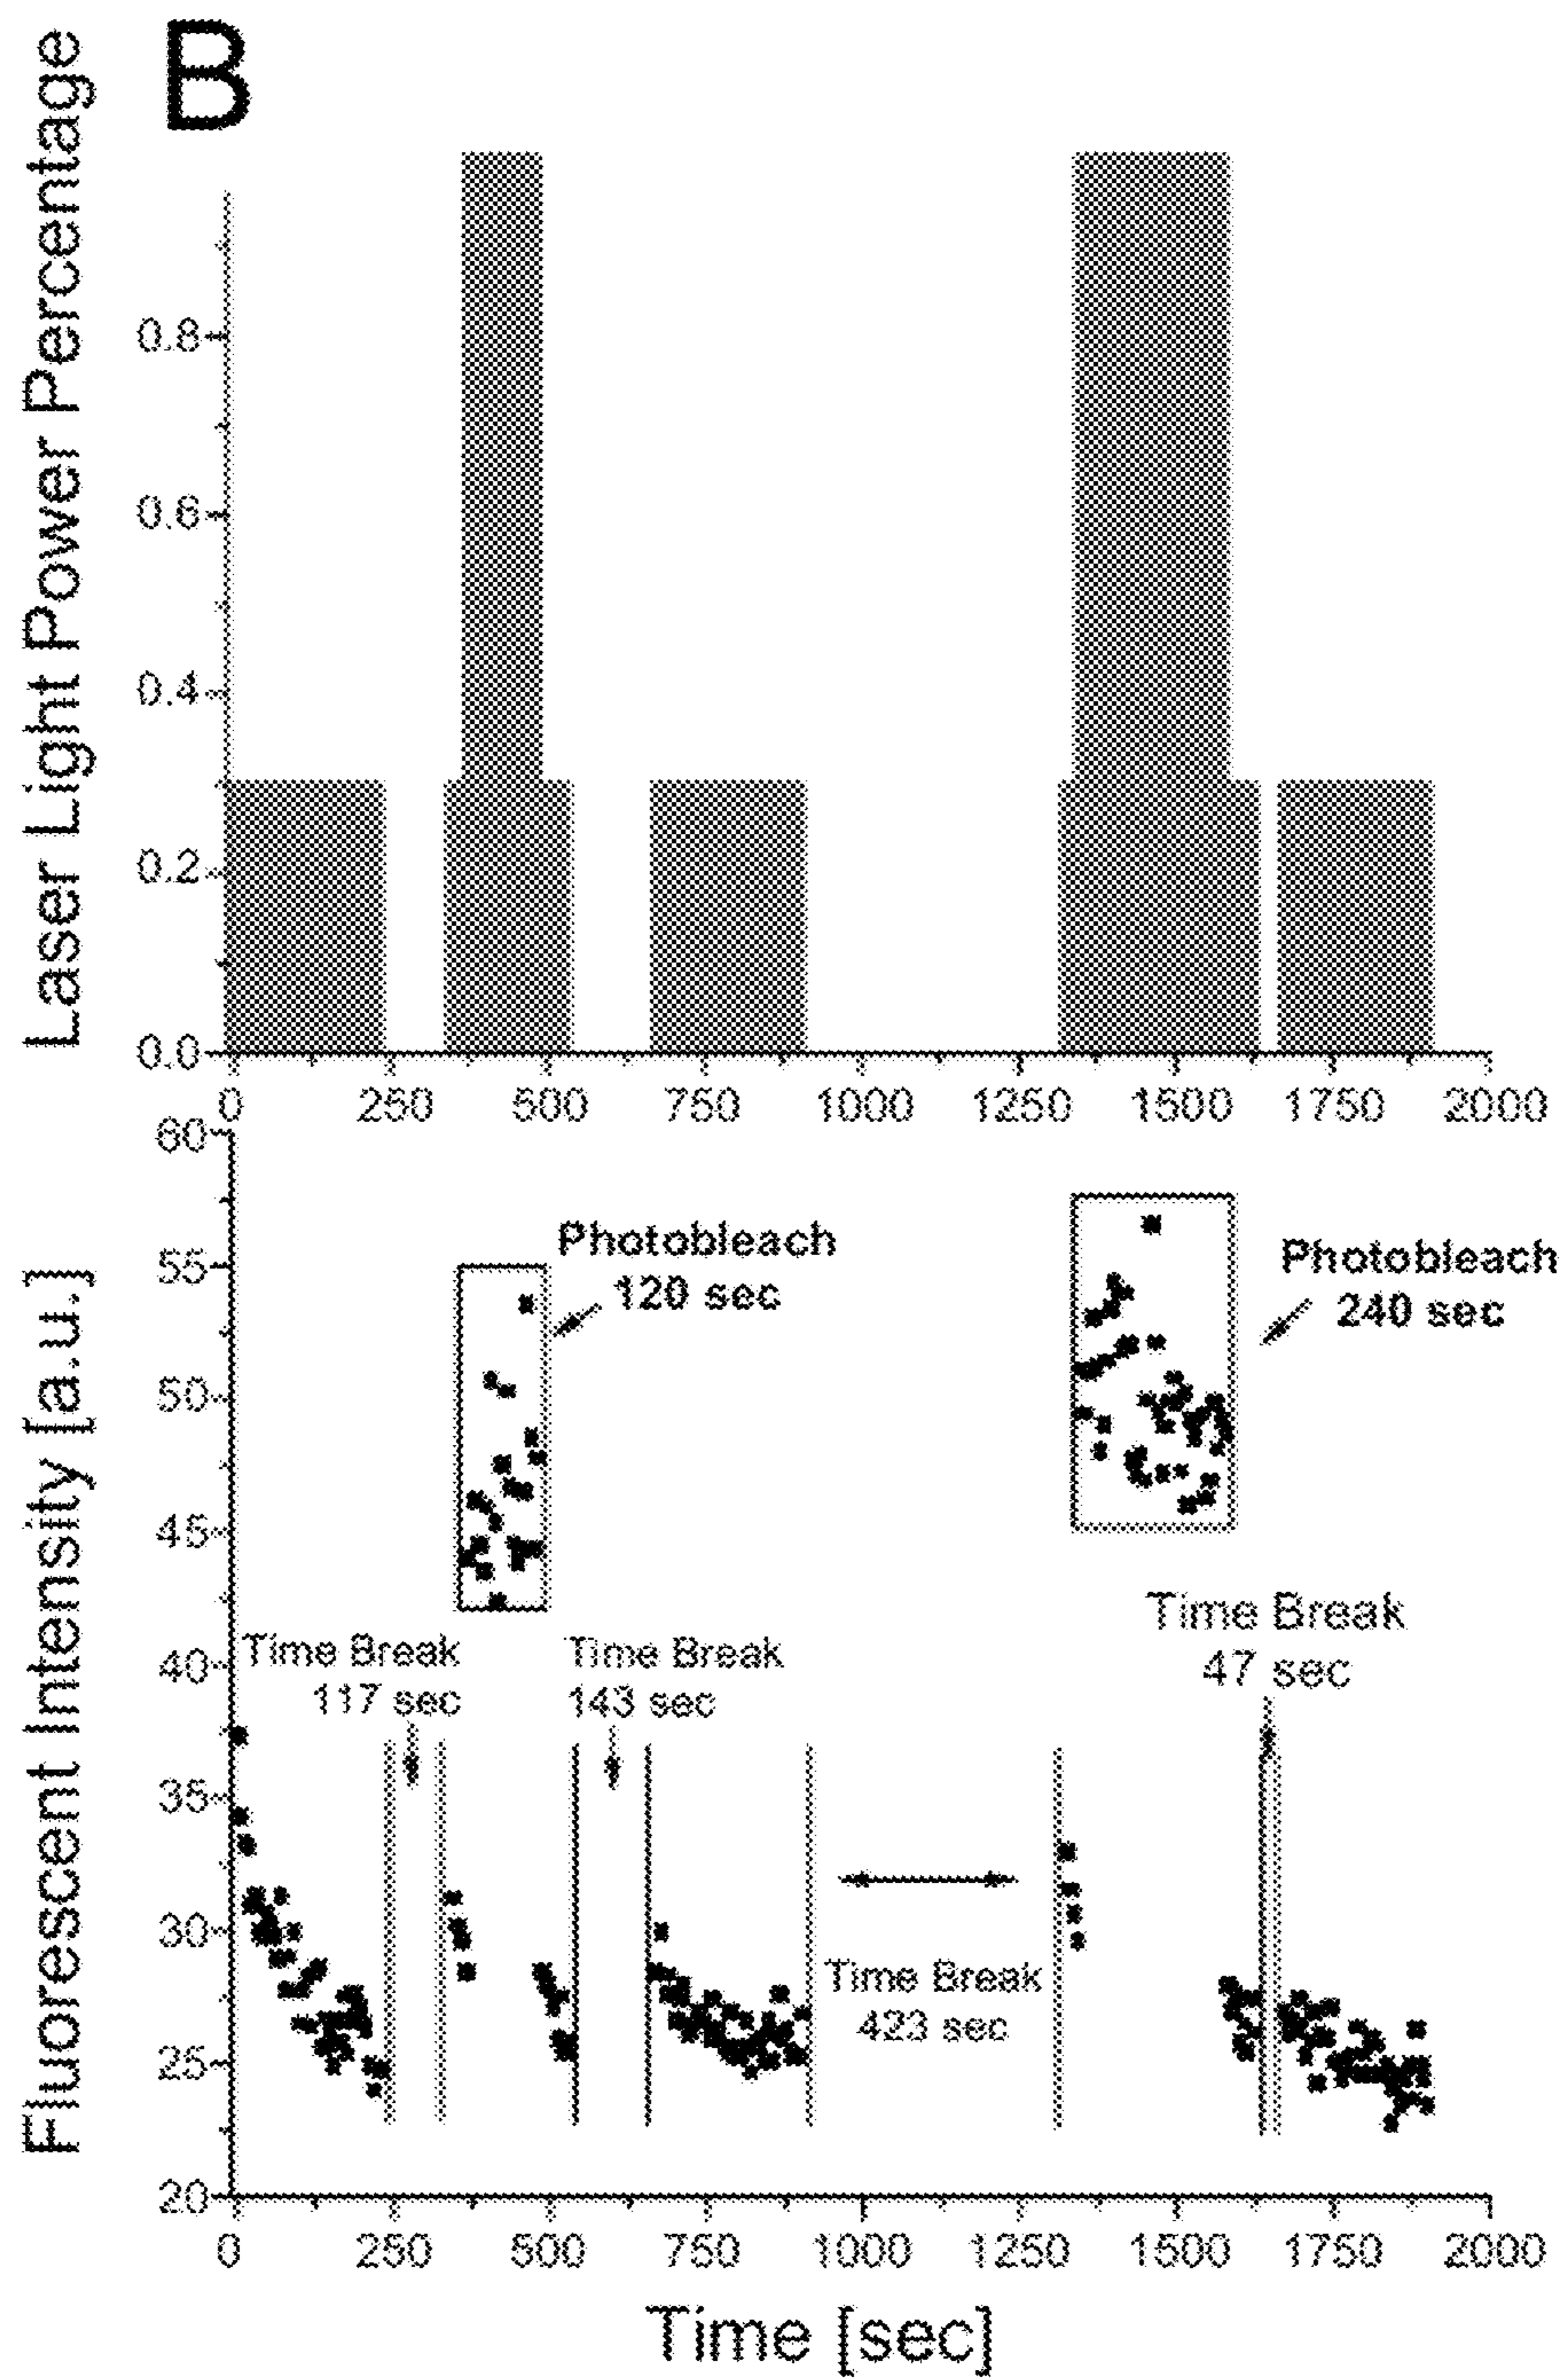 B
Laser Light Power Percentage
0.8
0.6
0.4
0.2
0.0
0 250 500 750 1000 1250 1500 1750 2000
Fluorescent Intensity [a.u.]
60
55
50
45
40
35
30
25
20
Photobleach
120 sec
Photobleach
240 sec
Time Break
117 sec
Time Break
143 sec
Time Break
47 sec
Time Break
423 sec
0 250 500 750 1000 1250 1500 1750 2000
Time [sec]